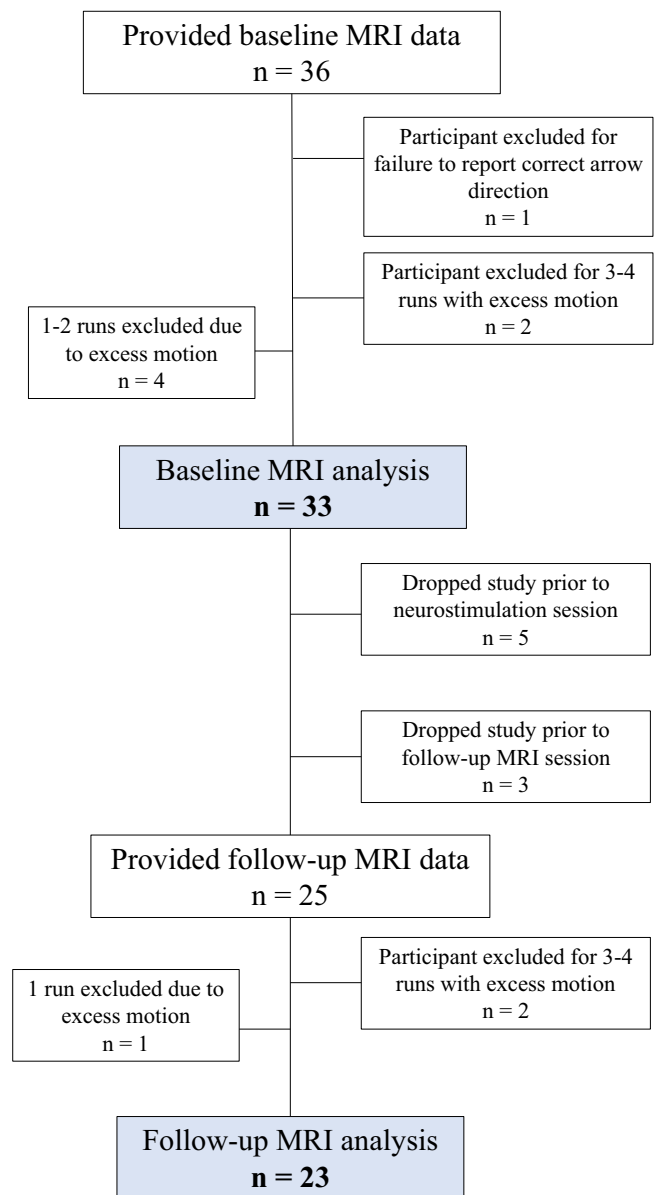 Provided baseline MRI data
n = 36
Participant excluded for
failure to report correct arrow
direction
n = 1
Participant excluded for 3-4
runs with excess motion
n = 2
1-2 runs excluded due
to excess motion
n = 4
Baseline MRI analysis
n = 33
Dropped study prior to
neurostimulation session
n = 5
Dropped study prior to
follow-up MRI session
n = 3
Provided follow-up MRI data
n = 25
Participant excluded for 3-4
runs with excess motion
n = 2
1 run excluded due to
excess motion
n = 1
Follow-up MRI analysis
n = 23